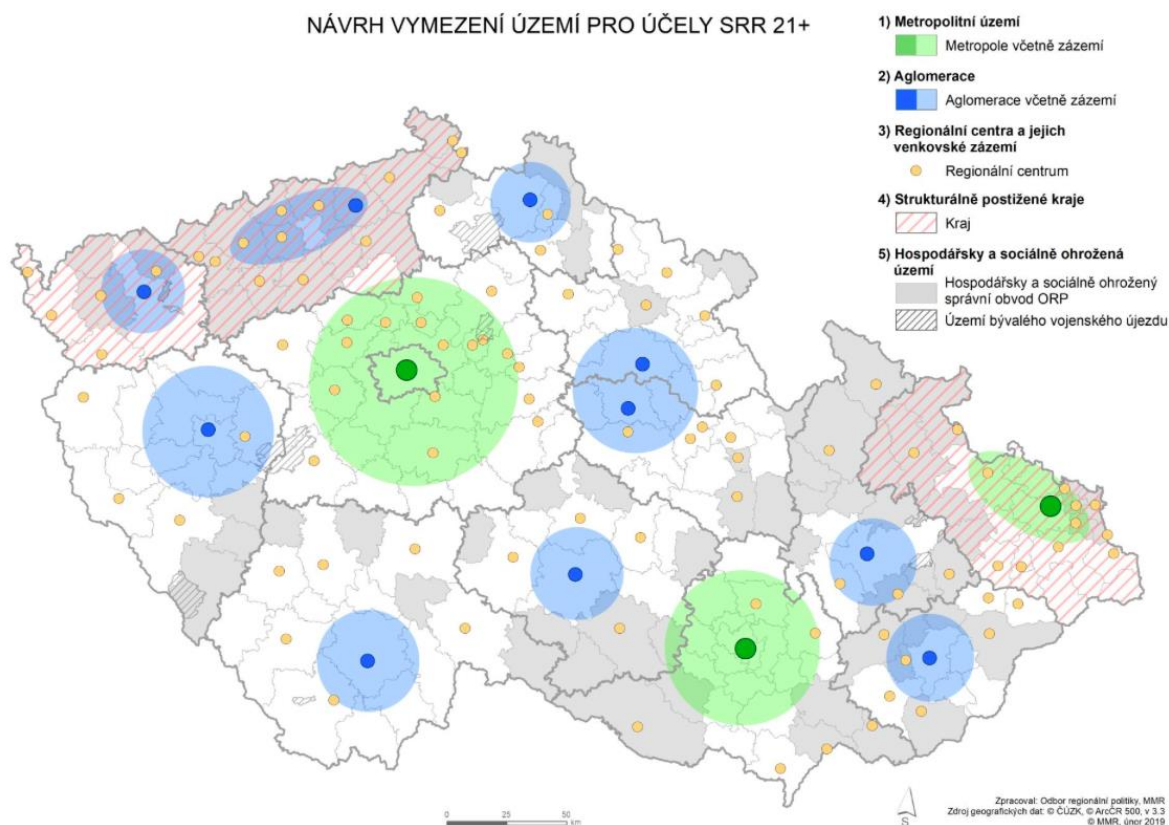 NÁVRH VYMEZENÍ ÚZEMÍ PRO ÚČELY SRR 21+
1) Metropolitní území
Metropole včetně zázemí
2) Aglomerace
Aglomerace včetně zázemí
3) Regionální centra a jejich
venkovské zázemí
Regionální centrum
4) Strukturálně postižené kraje
Kraj
5) Hospodářsky a sociálně ohrožená
území
Hospodářsky a sociálně ohrožený
správní obvod ORP
Území bývalého vojenského újezdu
0 25 50
km
S
Zpracoval: Odbor regionální politiky, MMR
Zdroj geografických dat: © ČÚZK, © ArcČR 500, v 3.3
© MMR, únor 2019